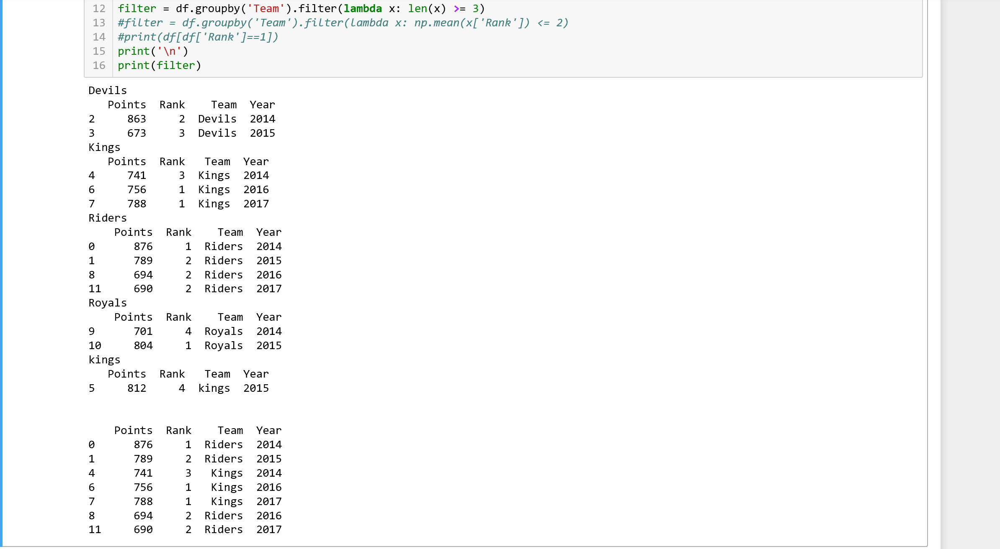 12 filter = df.groupby('Team').filter(lambda x: len(x) >= 3)
13 #filter = df.groupby('Team').filter(lambda x: np.mean(x['Rank']) <= 2)
14 #print(df[df['Rank']==1])
15 print('\n')
16 print(filter)
Devils
   Points  Rank    Team  Year
2     863     2  Devils  2014
3     673     3  Devils  2015
Kings
   Points  Rank   Team  Year
4     741     3  Kings  2014
6     756     1  Kings  2016
7     788     1  Kings  2017
Riders
    Points  Rank    Team  Year
0      876     1  Riders  2014
1      789     2  Riders  2015
8      694     2  Riders  2016
11     690     2  Riders  2017
Royals
    Points  Rank    Team  Year
9      701     4  Royals  2014
10     804     1  Royals  2015
kings
   Points  Rank   Team  Year
5     812     4  kings  2015
    Points  Rank    Team  Year
0      876     1  Riders  2014
1      789     2  Riders  2015
4      741     3   Kings  2014
6      756     1   Kings  2016
7      788     1   Kings  2017
8      694     2  Riders  2016
11     690     2  Riders  2017